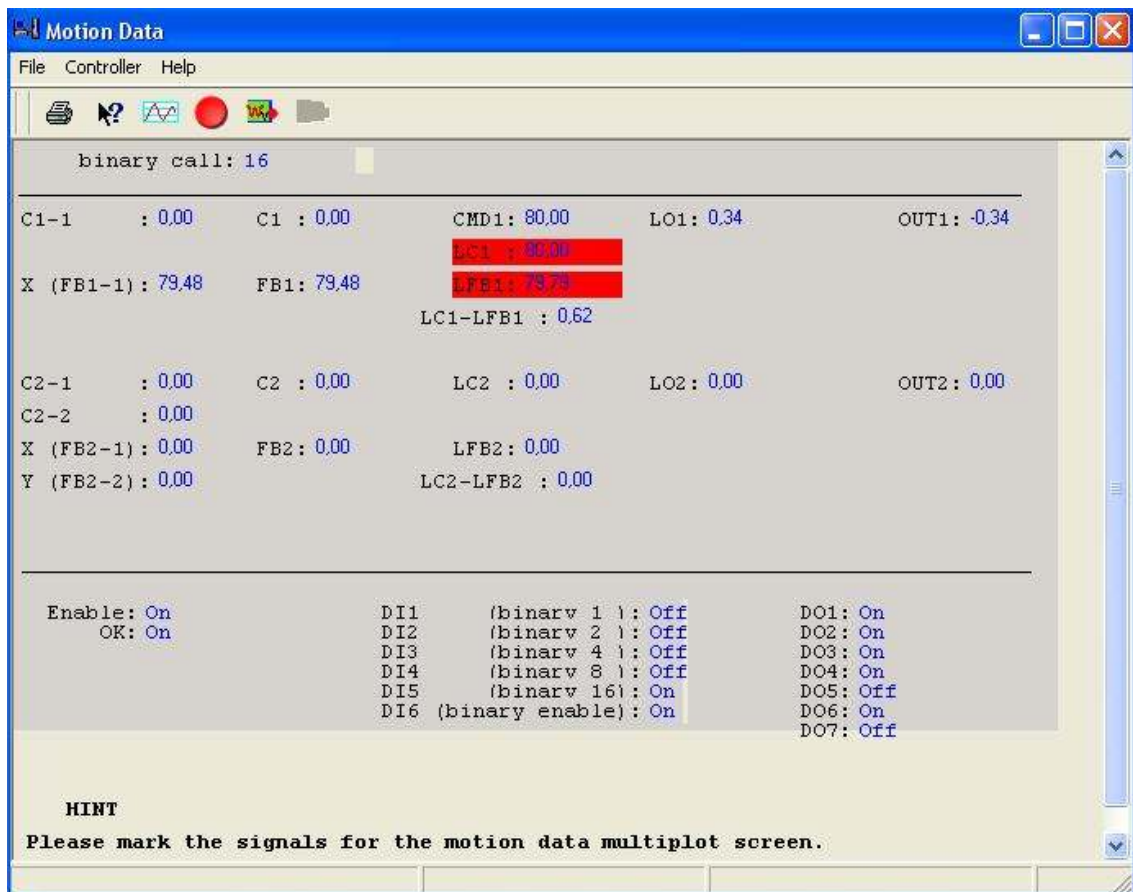 Motion Data
File Controller Help
binary call: 16
C1-1 : 0,00 C1 : 0,00 CMD1: 80,00 LO1: 0,34 OUT1: -0,34
LC1 : 80,00
X (FB1-1): 79,48 FB1: 79,48 LFB1: 79,79
LC1-LFB1 : 0,62
C2-1 : 0,00 C2 : 0,00 LC2 : 0,00 LO2: 0,00 OUT2: 0,00
C2-2 : 0,00
X (FB2-1): 0,00 FB2: 0,00 LFB2: 0,00
Y (FB2-2): 0,00 LC2-LFB2 : 0,00
Enable: On DI1 (binary 1 ): Off DO1: On
OK: On DI2 (binary 2 ): Off DO2: On
DI3 (binary 4 ): Off DO3: On
DI4 (binary 8 ): Off DO4: On
DI5 (binary 16): On DO5: Off
DI6 (binary enable): On DO6: On
DO7: Off
HINT
Please mark the signals for the motion data multiplot screen.